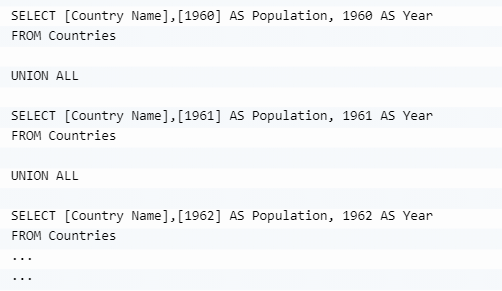 SELECT [Country Name],[1960] AS Population, 1960 AS Year
FROM Countries
UNION ALL
SELECT [Country Name],[1961] AS Population, 1961 AS Year
FROM Countries
UNION ALL
SELECT [Country Name],[1962] AS Population, 1962 AS Year
FROM Countries
...
...